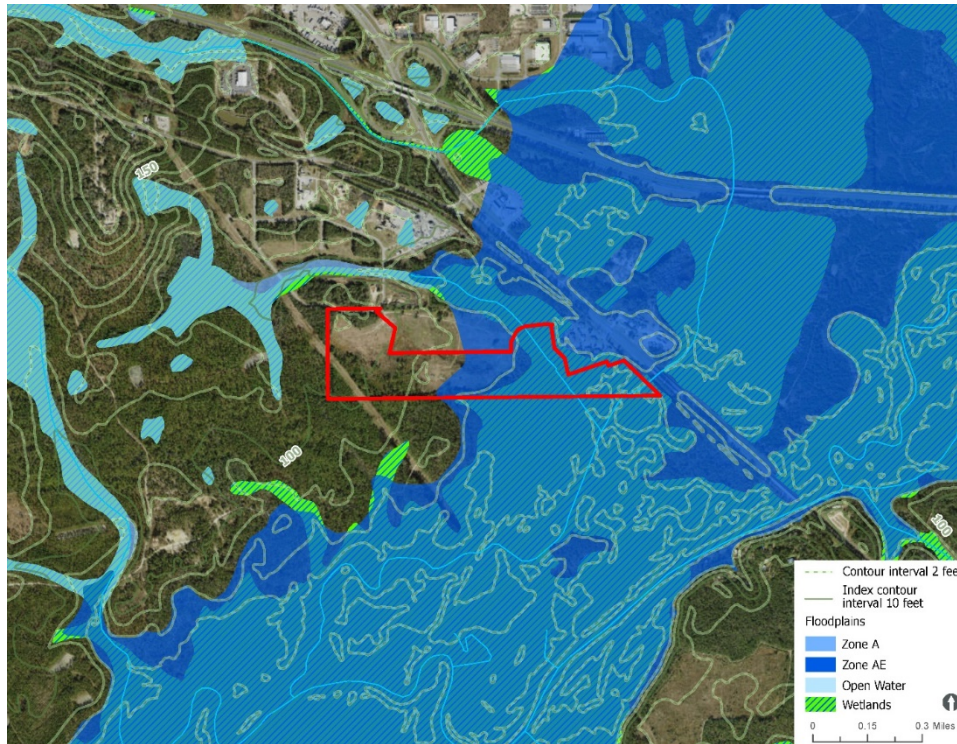 150
100
100
Contour interval 2 fee
Index contour
interval 10 feet
Floodplains
Zone A
Zone AE
Open Water
Wetlands
0 0.15 0.3 Miles